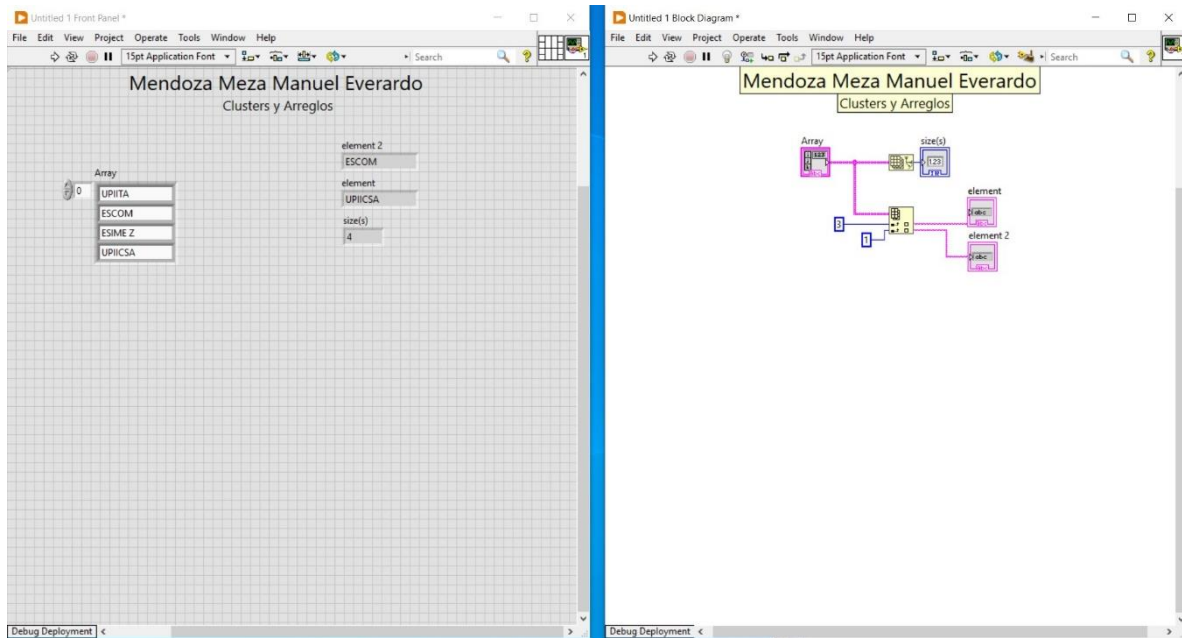 Untitled 1 Front Panel *
File Edit View Project Operate Tools Window Help
15pt Application Font
Search
Mendoza Meza Manuel Everardo
Clusters y Arreglos
element 2
ESCOM
Array
element
0
UPIITA
UPIICSA
ESCOM
size(s)
ESIME Z
4
UPIICSA
Debug Deployment
Untitled 1 Block Diagram *
File Edit View Project Operate Tools Window Help
15pt Application Font
Search
Mendoza Meza Manuel Everardo
Clusters y Arreglos
Array
size(s)
123
element
abc
3
1
element 2
abc
Debug Deployment